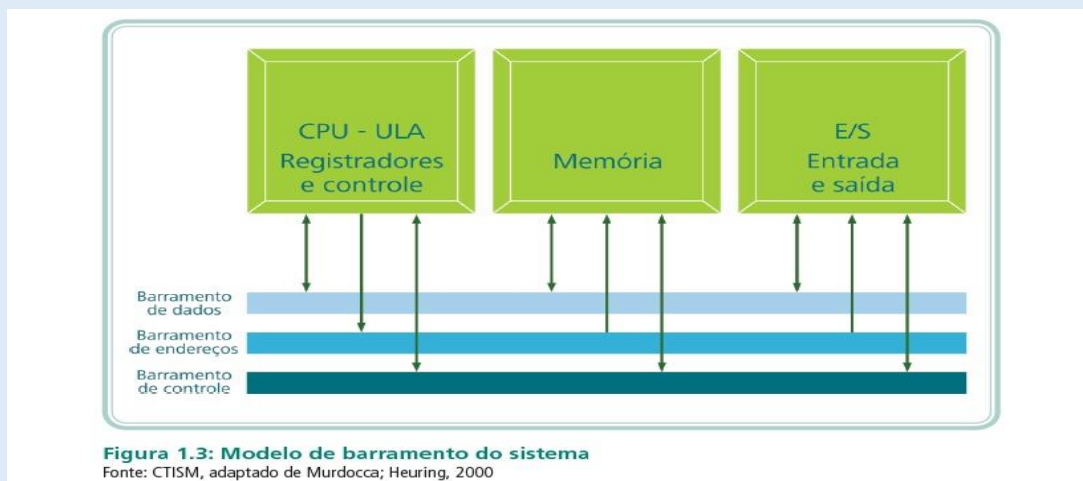 CPU - ULA
Registradores
e controle
Memória
E/S
Entrada
e saída
Barramento
de dados
Barramento
de endereços
Barramento
de controle
Figura 1.3: Modelo de barramento do sistema
Fonte: CTISM, adaptado de Murdocca; Heuring, 2000